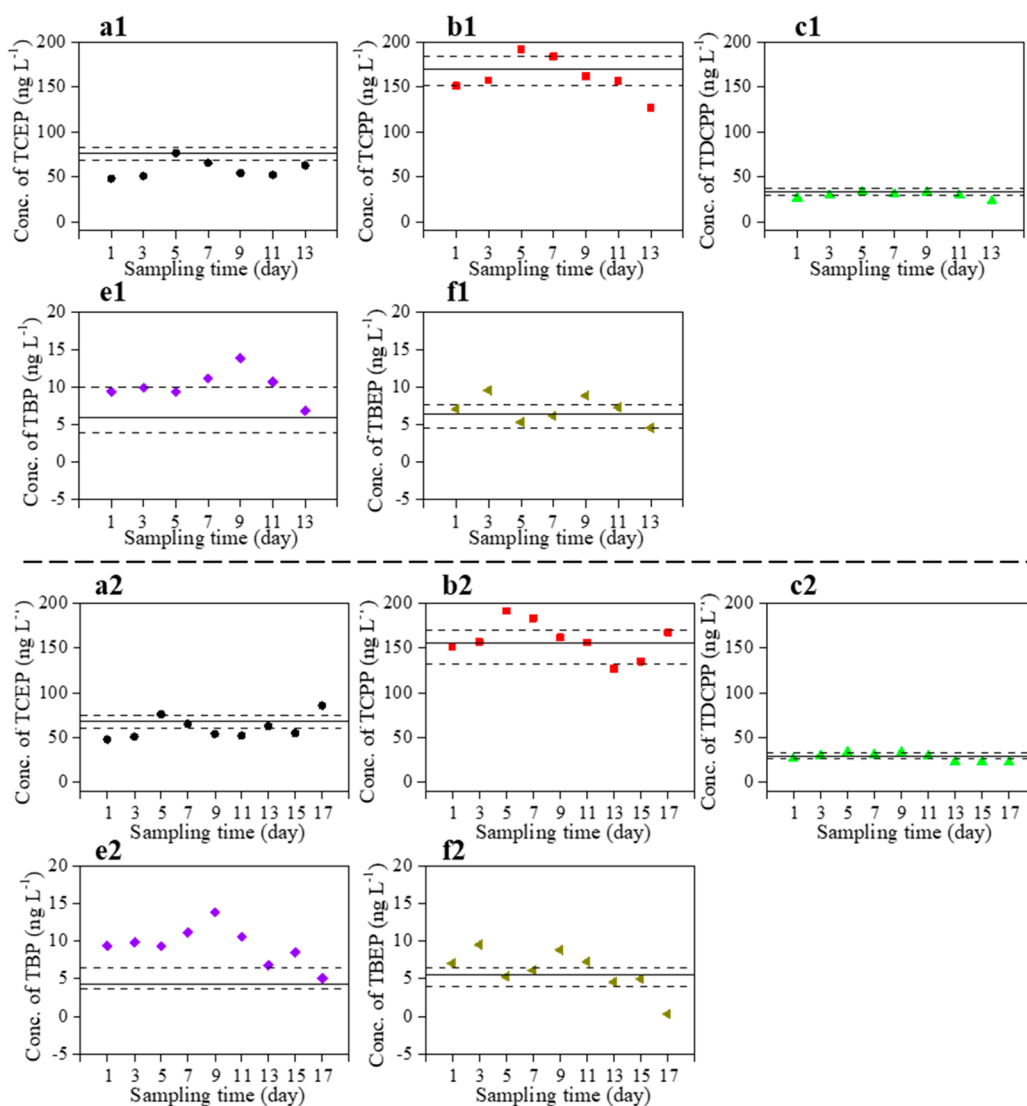 a1
b1
c1
Conc. of TCEP (ng L⁻¹)
200
150
100
50
0
1 3 5 7 9 11 13
Sampling time (day)
Conc. of TCPP (ng L⁻¹)
200
150
100
50
0
1 3 5 7 9 11 13
Sampling time (day)
Conc. of TDCPP (ng L⁻¹)
200
150
100
50
0
1 3 5 7 9 11 13
Sampling time (day)
e1
f1
Conc. of TBP (ng L⁻¹)
20
15
10
5
0
-5
1 3 5 7 9 11 13
Sampling time (day)
Conc. of TBEP (ng L⁻¹)
20
15
10
5
0
-5
1 3 5 7 9 11 13
Sampling time (day)
a2
b2
c2
Conc. of TCEP (ng L⁻¹)
200
150
100
50
0
1 3 5 7 9 11 13 15 17
Sampling time (day)
Conc. of TCPP (ng L⁻¹)
200
150
100
50
0
1 3 5 7 9 11 13 15 17
Sampling time (day)
Conc. of TDCPP (ng L⁻¹)
200
150
100
50
0
1 3 5 7 9 11 13 15 17
Sampling time (day)
e2
f2
Conc. of TBP (ng L⁻¹)
20
15
10
5
0
-5
1 3 5 7 9 11 13 15 17
Sampling time (day)
Conc. of TBEP (ng L⁻¹)
20
15
10
5
0
-5
1 3 5 7 9 11 13 15 17
Sampling time (day)